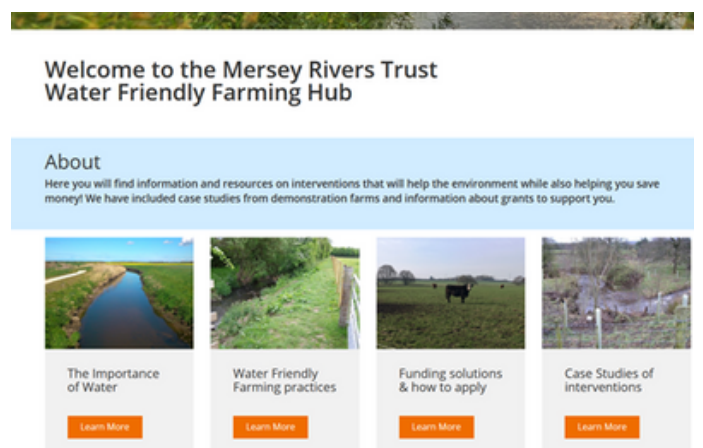 Welcome to the Mersey Rivers Trust
Water Friendly Farming Hub
About
Here you will find information and resources on interventions that will help the environment while also helping you save
money! We have included case studies from demonstration farms and information about grants to support you.
The Importance
of Water
Learn More
Water Friendly
Farming practices
Learn More
Funding solutions
& how to apply
Learn More
Case Studies of
interventions
Learn More